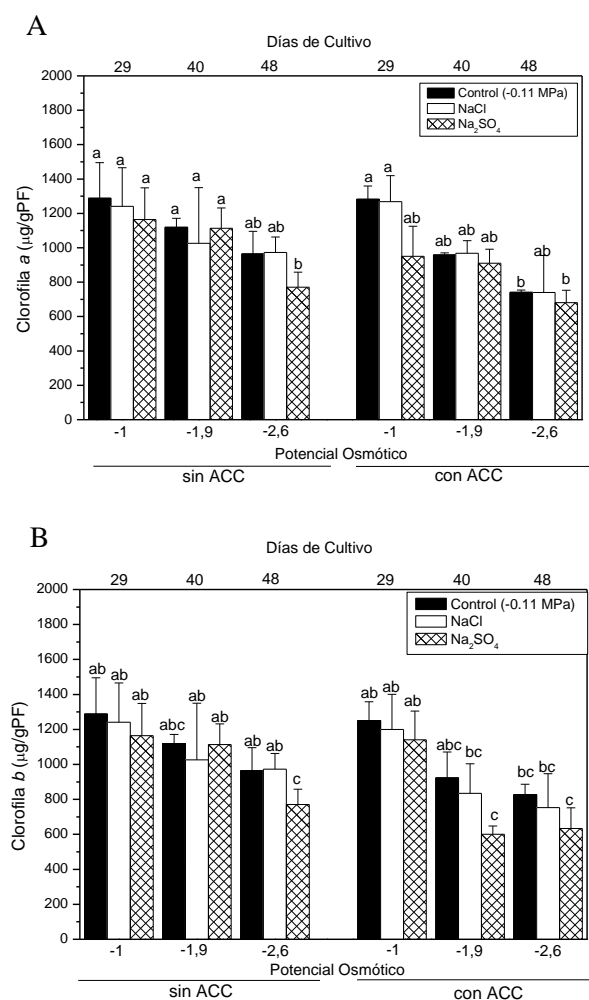 A
Días de Cultivo
29 40 48 29 40 48
Control (-0.11 MPa)
NaCl
Na₂SO₄
Clorofila a (μg/gPF)
2000
1800
1600
1400
1200
1000
800
600
400
200
0
a a a a a a ab ab b a a ab ab a ab b ab b
-1 -1,9 -2,6 -1 -1,9 -2,6
Potencial Osmótico
sin ACC con ACC
B
Días de Cultivo
29 40 48 29 40 48
Control (-0.11 MPa)
NaCl
Na₂SO₄
Clorofila b (μg/gPF)
2000
1800
1600
1400
1200
1000
800
600
400
200
0
ab ab ab abc ab ab ab ab c ab ab ab abc bc c bc bc c
-1 -1,9 -2,6 -1 -1,9 -2,6
Potencial Osmótico
sin ACC con ACC